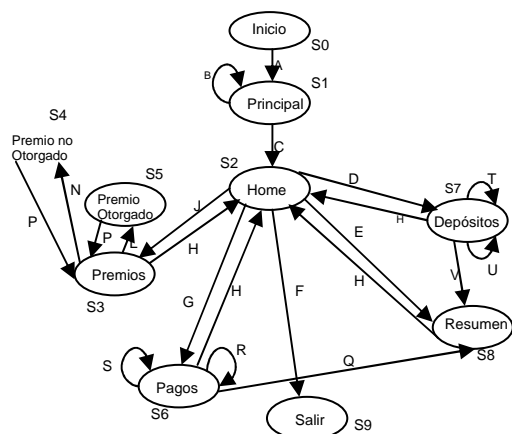 Inicio
S0
A
B
S1
Principal
C
S4
S2
Premio no
Otorgado
N
S5
Home
D
S7
T
Premio
Otorgado
J
H
Depósitos
P
P
L
H
E
V
U
Premios
S3
G
H
F
H
Resumen
S
R
Q
S8
Pagos
S6
Salir
S9